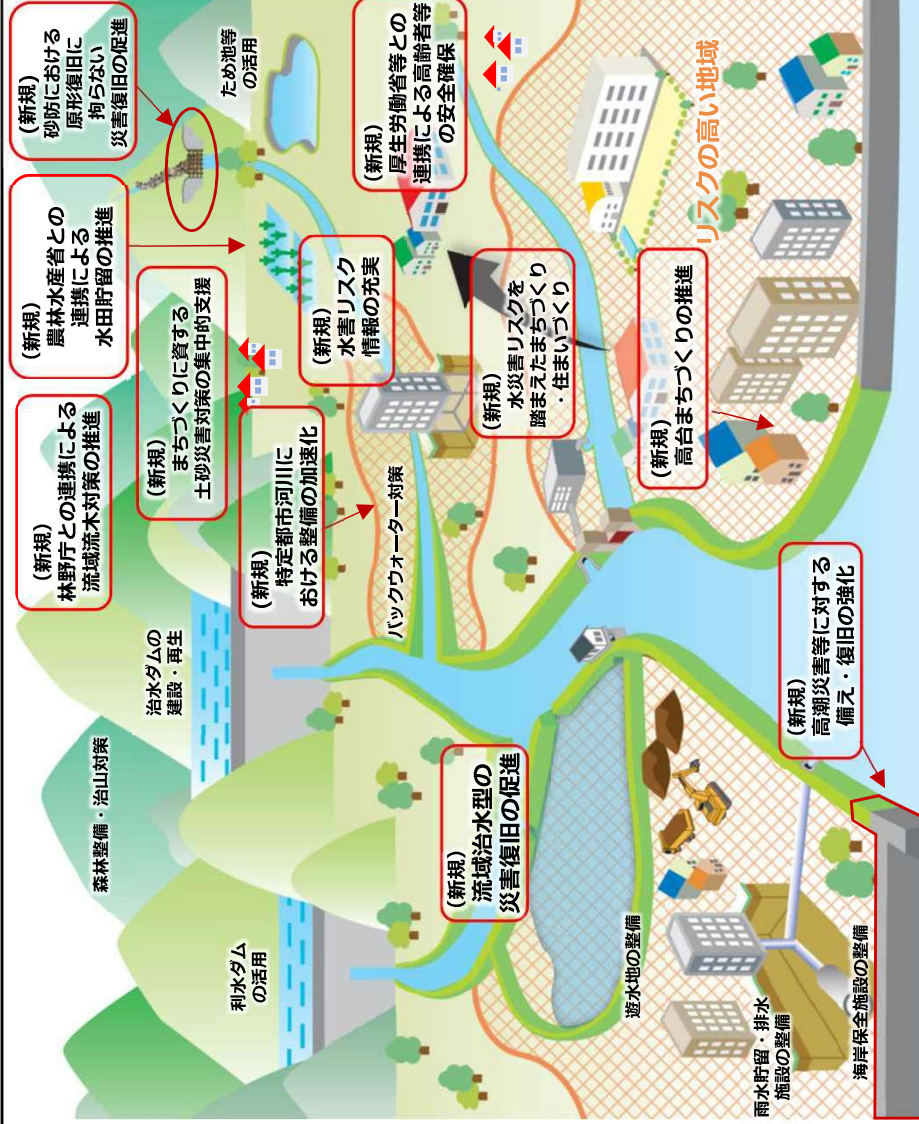 森林整備・治山対策
利水ダム
の活用
治水ダムの
建設・再生
(新規)
林野庁との連携による
流域流木対策の推進
(新規)
農林水産省との
連携による
水田貯留の推進
(新規)
砂防における
原形復旧に
拘らない
災害復旧の促進
ため池等
の活用
(新規)
まちづくりに資する
土砂災害対策の集中的支援
(新規)
特定都市河川に
おける整備の加速化
(新規)
水害リスク
情報の充実
(新規)
厚生労働省等との
連携による高齢者等
の安全確保
バックウォーター対策
(新規)
流域治水型の
災害復旧の促進
(新規)
水災害リスクを
踏まえたまちづくり
・住まいづくり
遊水地の整備
(新規)
高台まちづくりの推進
リスクの高い地域
雨水貯留・排水
施設の整備
(新規)
高潮災害等に対する
備え・復旧の強化
海岸保全施設の整備